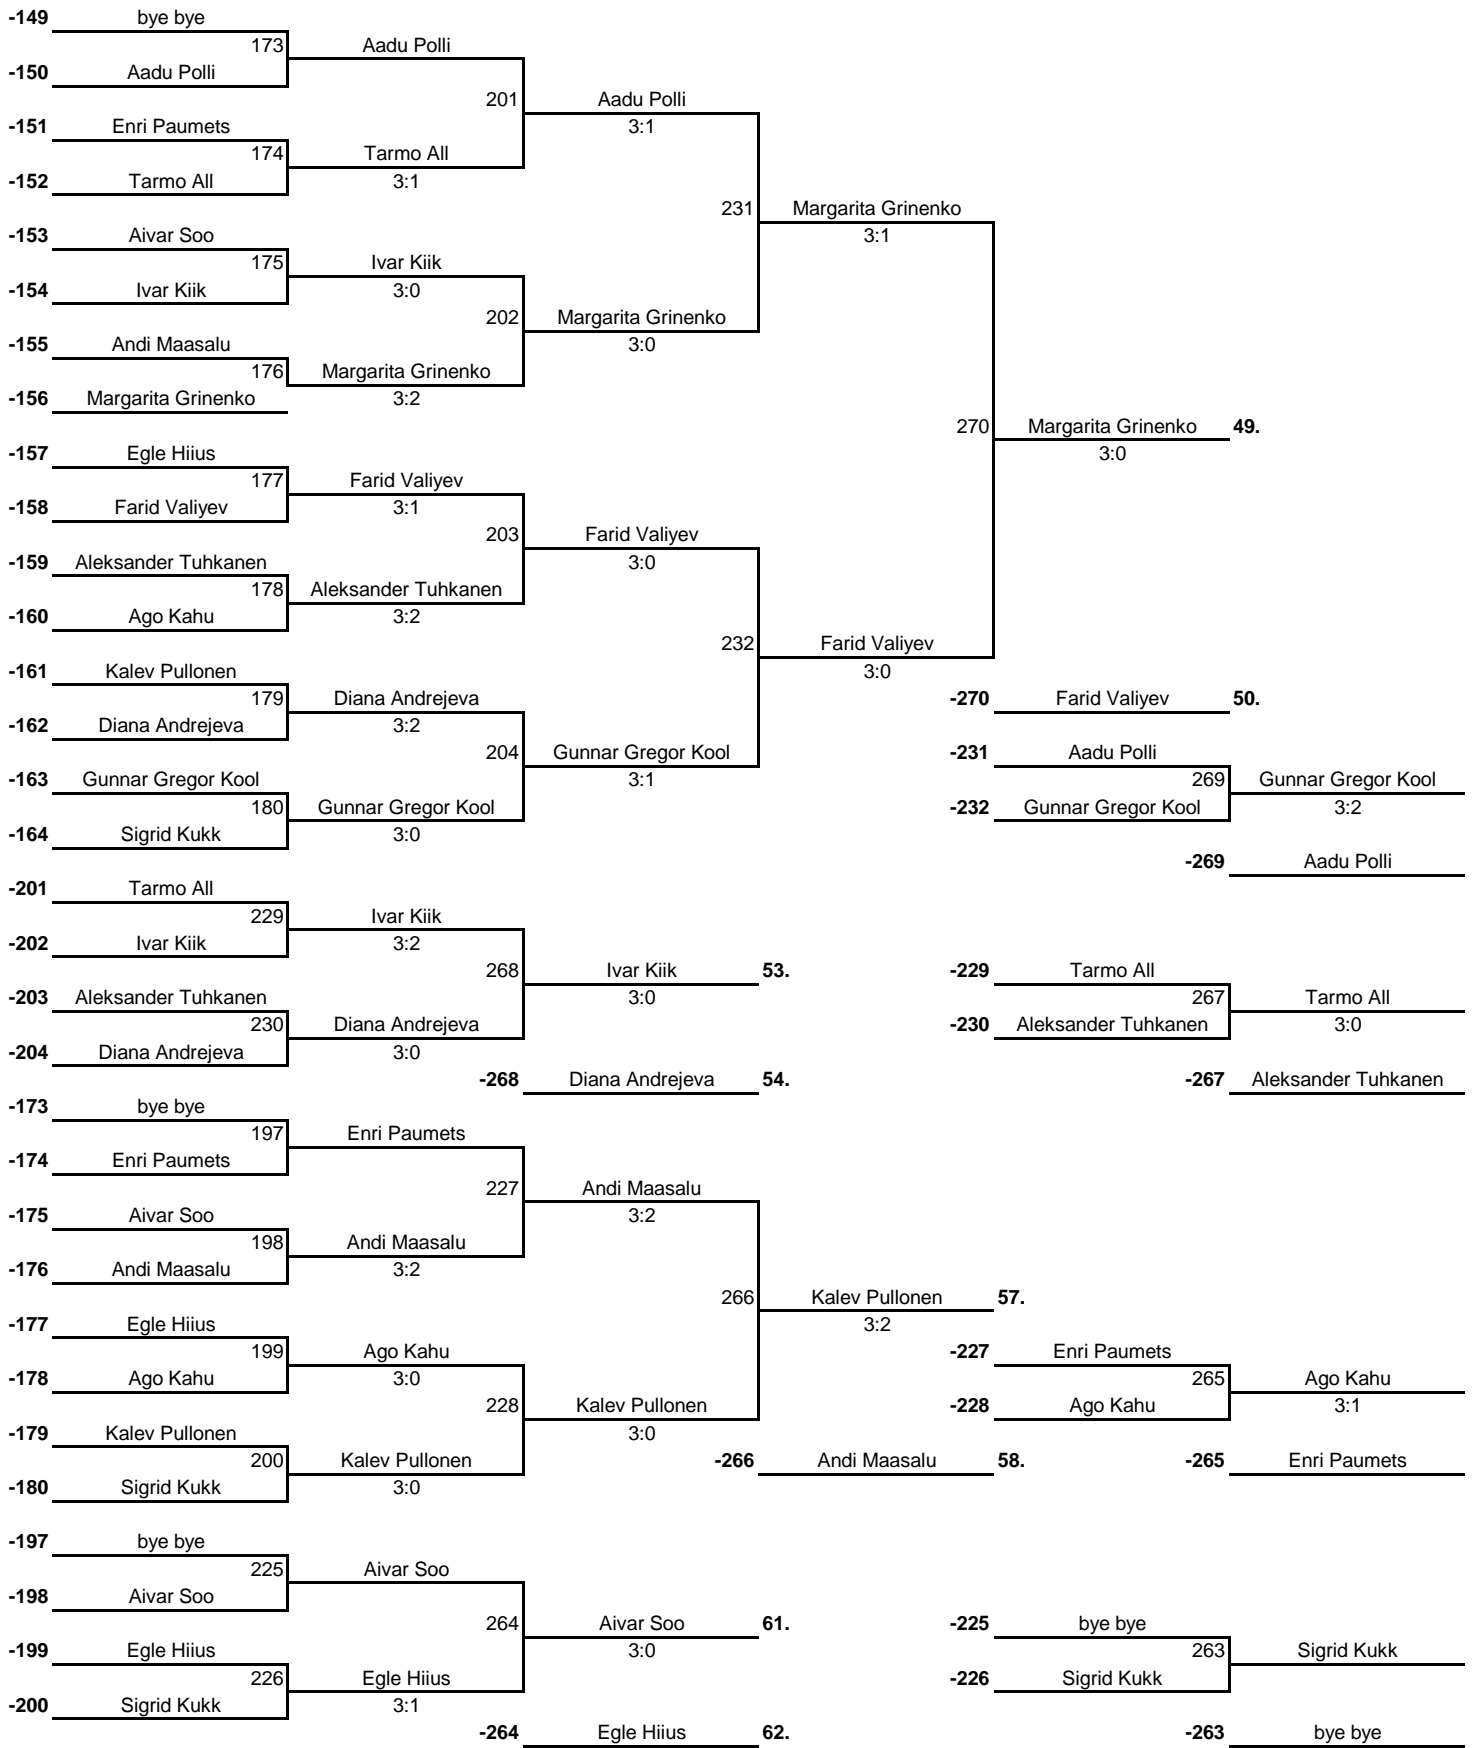 -149 bye bye
173 Aadu Polli
-150 Aadu Polli
201 Aadu Polli
-151 Enri Paumets 3:1
174 Tarmo All
-152 Tarmo All 3:1
231 Margarita Grinenko
-153 Aivar Soo 3:1
175 Ivar Kiik
-154 Ivar Kiik 3:0
202 Margarita Grinenko
-155 Andi Maasalu 3:0
176 Margarita Grinenko
-156 Margarita Grinenko 3:2
270 Margarita Grinenko 49.
-157 Egle Hiius 3:0
177 Farid Valiyev
-158 Farid Valiyev 3:1
203 Farid Valiyev
-159 Aleksander Tuhkanen 3:0
178 Aleksander Tuhkanen
-160 Ago Kahu 3:2
232 Farid Valiyev
-161 Kalev Pullonen 3:0
179 Diana Andrejeva -270 Farid Valiyev 50.
-162 Diana Andrejeva 3:2
204 Gunnar Gregor Kool -231 Aadu Polli
-163 Gunnar Gregor Kool 3:1 269 Gunnar Gregor Kool
180 Gunnar Gregor Kool -232 Gunnar Gregor Kool 3:2
-164 Sigrid Kukk 3:0
-269 Aadu Polli
-201 Tarmo All
229 Ivar Kiik
-202 Ivar Kiik 3:2
268 Ivar Kiik 53. -229 Tarmo All
-203 Aleksander Tuhkanen 3:0 267 Tarmo All
230 Diana Andrejeva -230 Aleksander Tuhkanen 3:0
-204 Diana Andrejeva 3:0
-268 Diana Andrejeva 54. -267 Aleksander Tuhkanen
-173 bye bye
197 Enri Paumets
-174 Enri Paumets
227 Andi Maasalu
-175 Aivar Soo 3:2
198 Andi Maasalu
-176 Andi Maasalu 3:2
266 Kalev Pullonen 57.
-177 Egle Hiius 3:2
199 Ago Kahu -227 Enri Paumets
-178 Ago Kahu 3:0 265 Ago Kahu
228 Kalev Pullonen -228 Ago Kahu 3:1
-179 Kalev Pullonen 3:0
200 Kalev Pullonen -266 Andi Maasalu 58. -265 Enri Paumets
-180 Sigrid Kukk 3:0
-197 bye bye
225 Aivar Soo
-198 Aivar Soo
264 Aivar Soo 61. -225 bye bye
-199 Egle Hiius 3:0 263 Sigrid Kukk
226 Egle Hiius -226 Sigrid Kukk
-200 Sigrid Kukk 3:1
-264 Egle Hiius 62. -263 bye bye